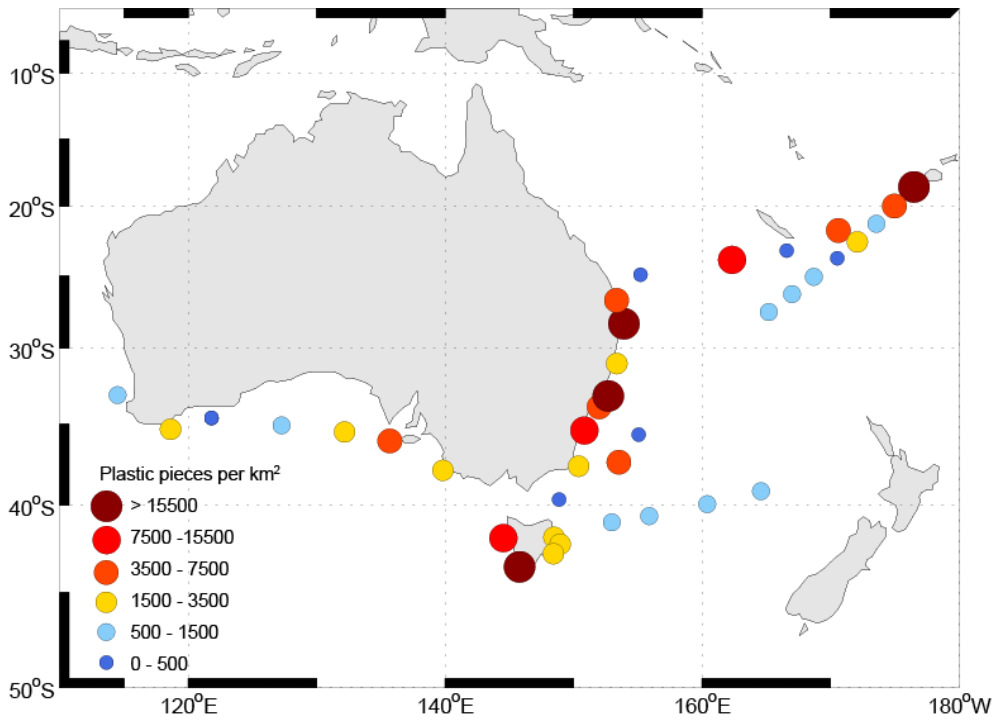 10°S
20°S
30°S
40°S
50°S
Plastic pieces per km²
> 15500
7500 -15500
3500 - 7500
1500 - 3500
500 - 1500
0 - 500
120°E
140°E
160°E
180°W